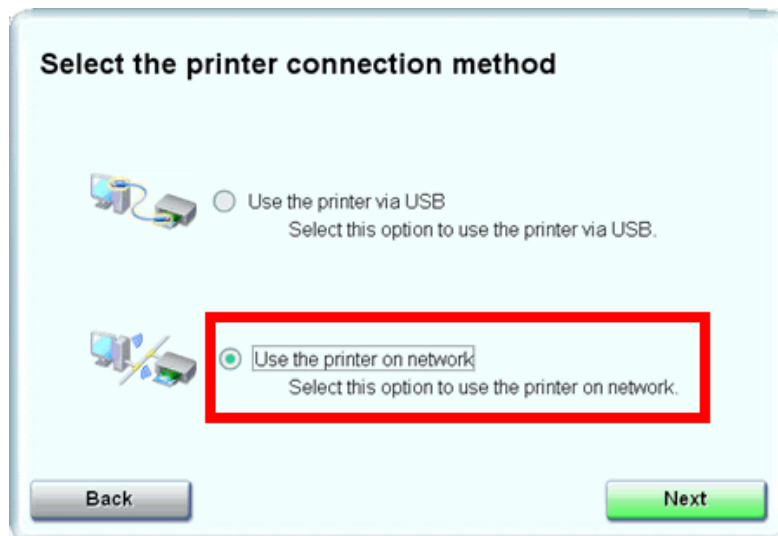 Select the printer connection method
Use the printer via USB
Select this option to use the printer via USB.
Use the printer on network
Select this option to use the printer on network.
Back
Next